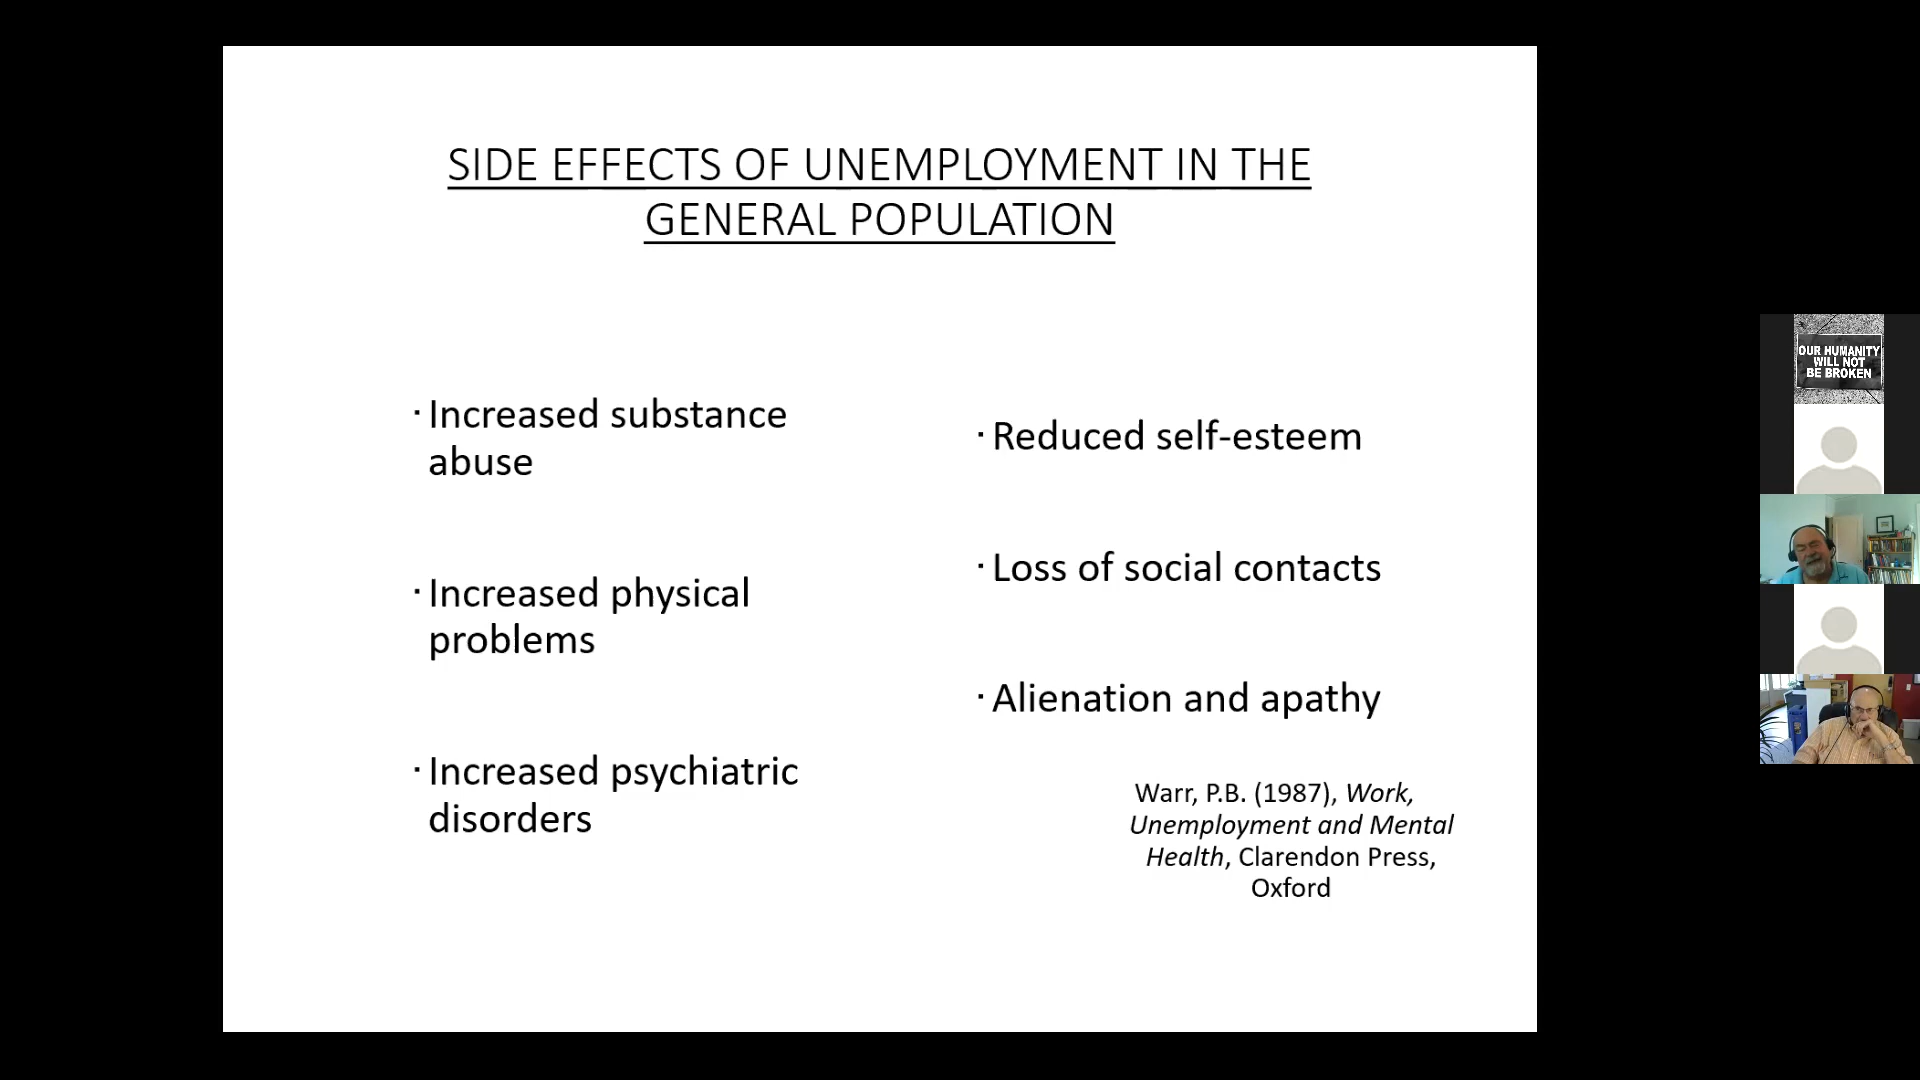 SIDE EFFECTS OF UNEMPLOYMENT IN THE
GENERAL POPULATION
· Increased substance
abuse
· Increased physical
problems
· Increased psychiatric
disorders
· Reduced self-esteem
· Loss of social contacts
· Alienation and apathy
Warr, P.B. (1987), Work,
Unemployment and Mental
Health, Clarendon Press,
Oxford
OUR HUMANITY
WILL NOT
BE BROKEN